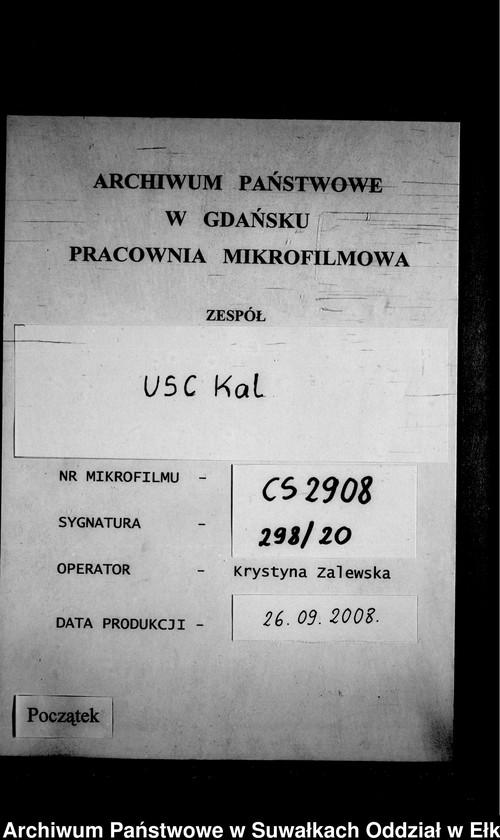 ARCHIWUM PAŃSTWOWE
W GDAŃSKU
PRACOWNIA MIKROFILMOWA
ZESPÓŁ
USC Kal
NR MIKROFILMU - CS 2908
SYGNATURA - 298/20
OPERATOR - Krystyna Zalewska
DATA PRODUKCJI - 26.09.2008.
Początek
Archiwum Państwowe w Suwałkach Oddział w Ełk